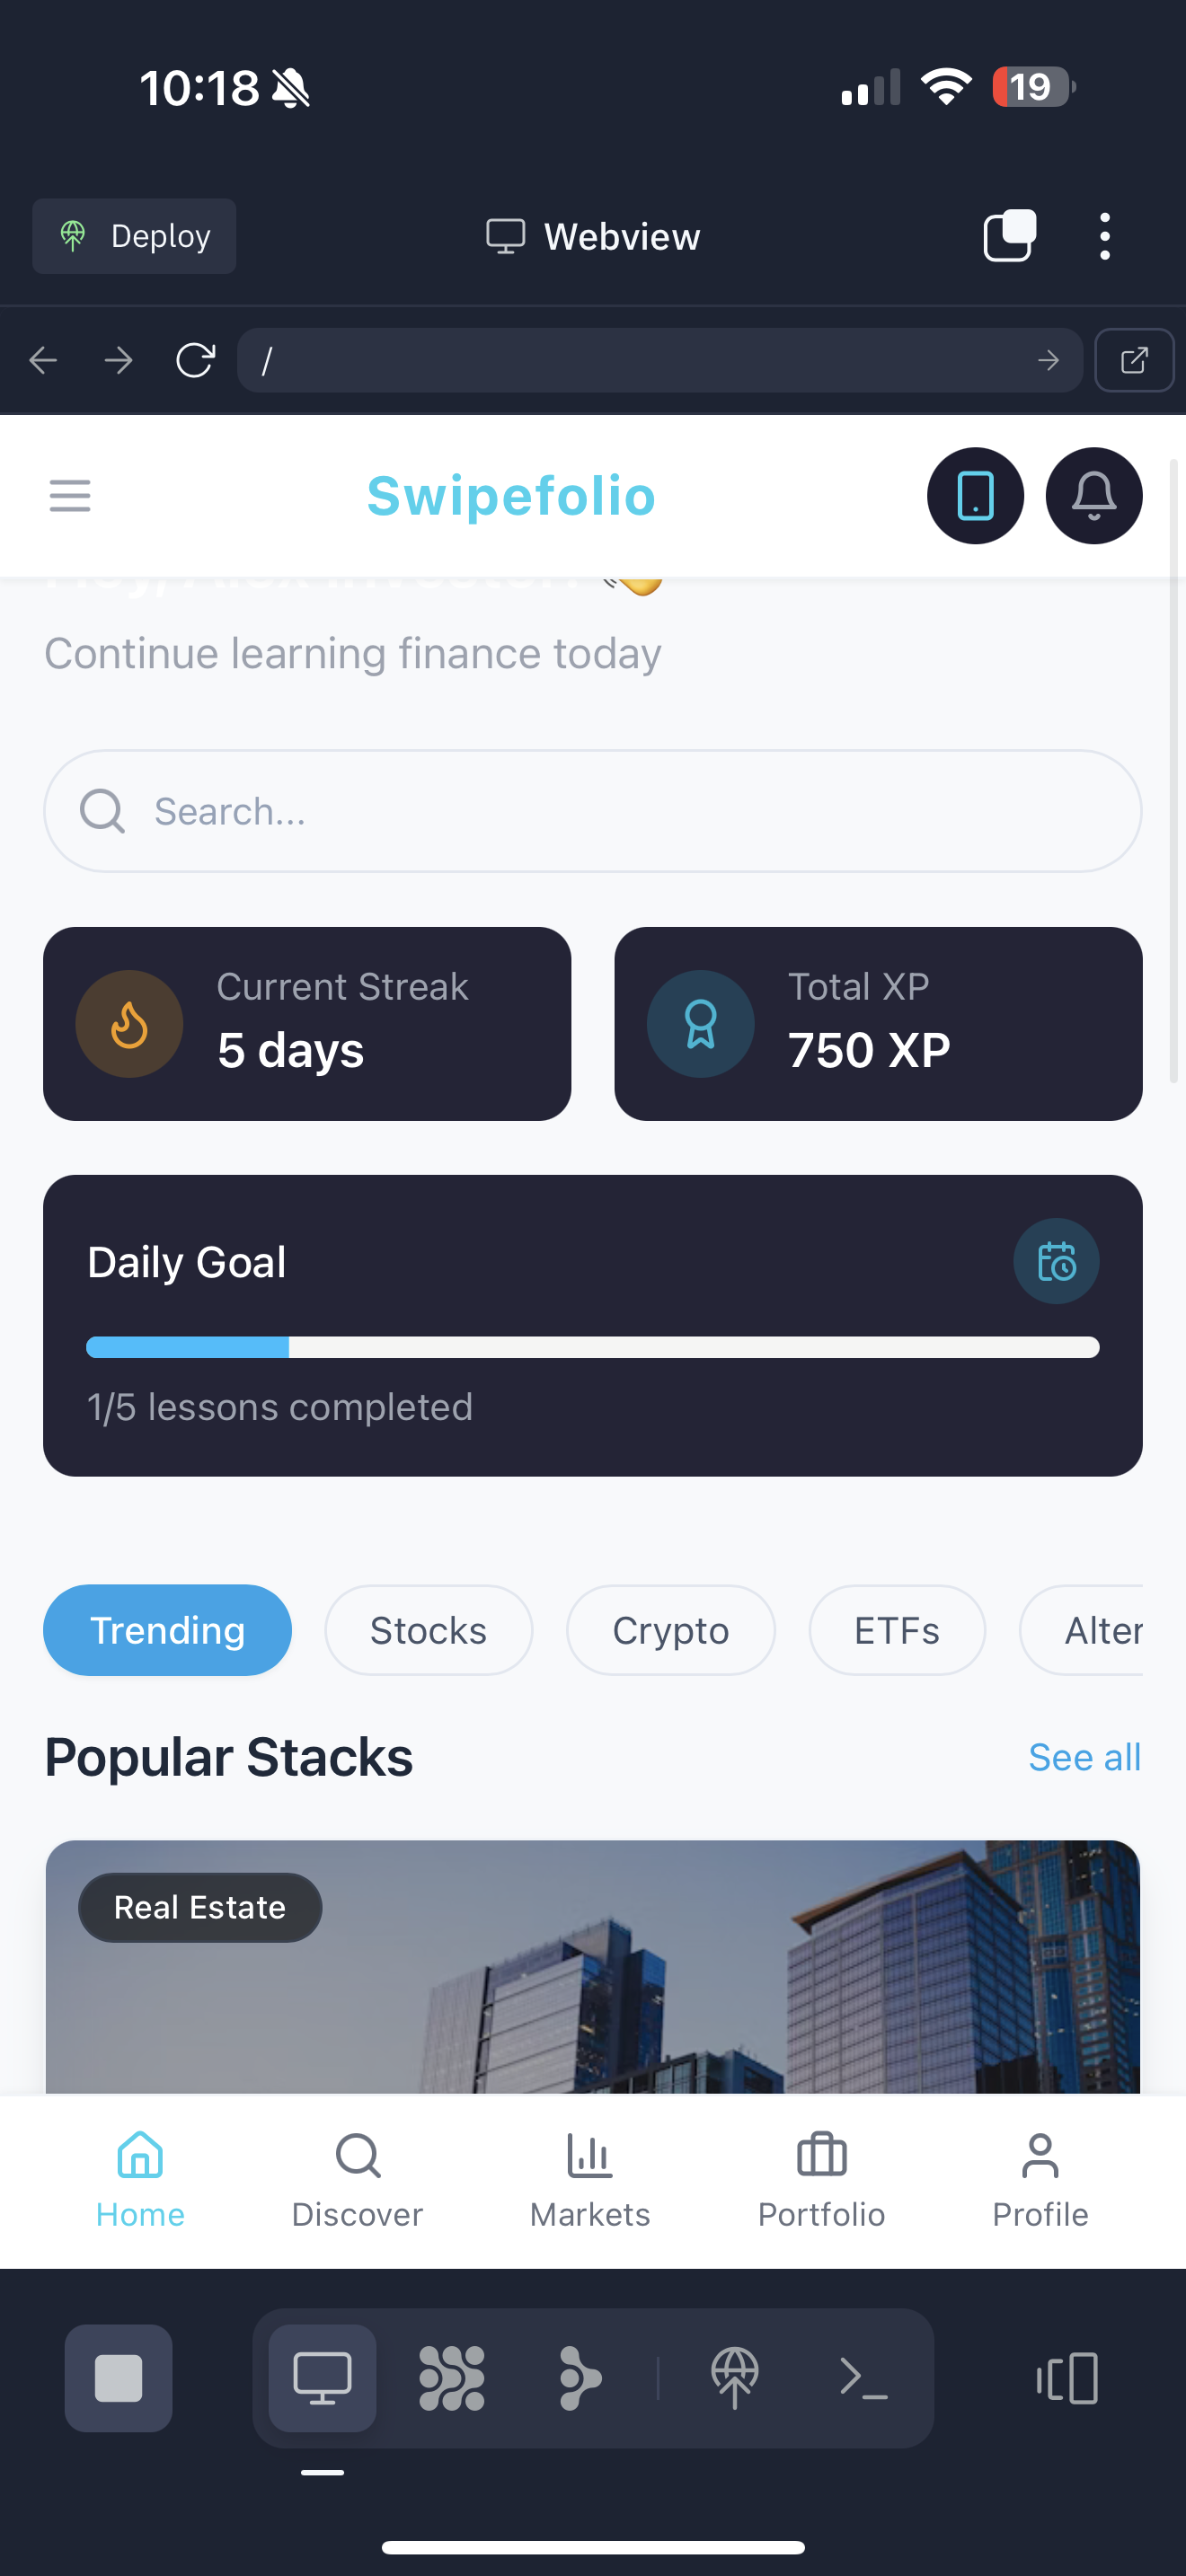 10:18
19
Deploy
Webview
/
Swipefolio
Continue learning finance today
Search...
Current Streak
5 days
Total XP
750 XP
Daily Goal
1/5 lessons completed
Trending
Stocks
Crypto
ETFs
Alter
Popular Stacks
See all
Real Estate
Home
Discover
Markets
Portfolio
Profile